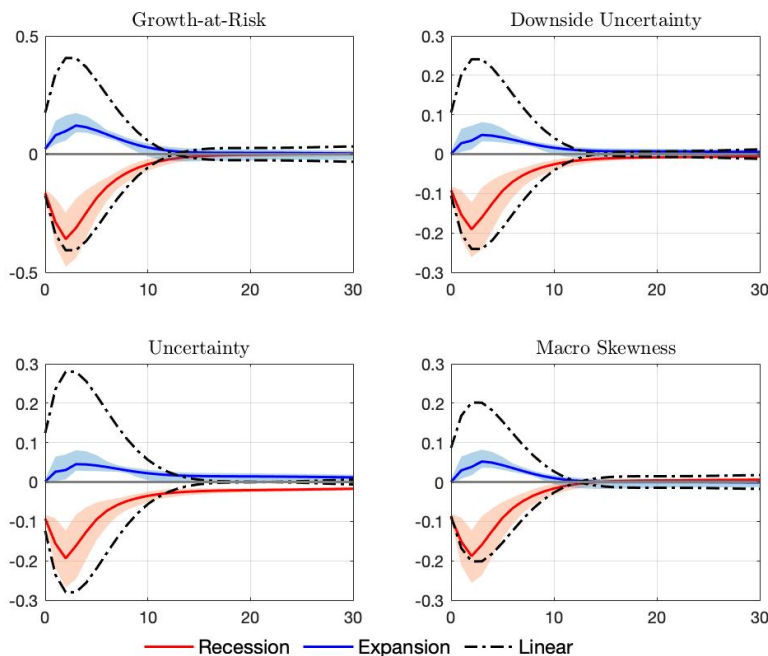 Growth-at-Risk
0.5
0
-0.5
0 10 20 30
Downside Uncertainty
0.3
0.2
0.1
0
-0.1
-0.2
-0.3
0 10 20 30
Uncertainty
0.3
0.2
0.1
0
-0.1
-0.2
-0.3
0 10 20 30
Macro Skewness
0.3
0.2
0.1
0
-0.1
-0.2
-0.3
0 10 20 30
Recession Expansion Linear